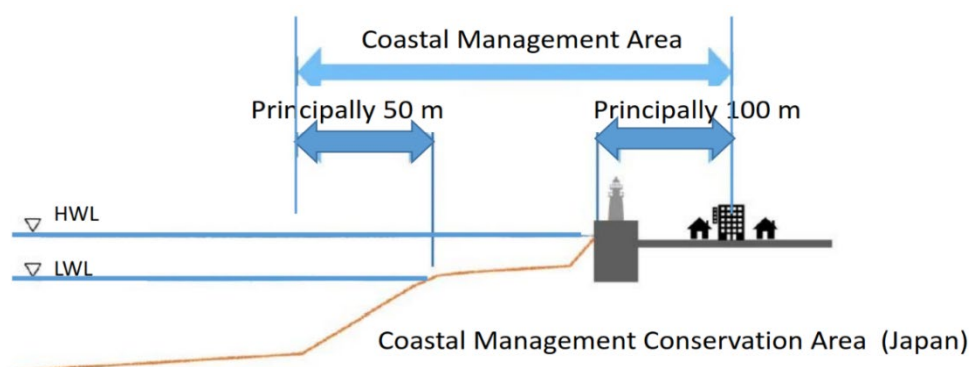 Coastal Management Area
Principally 50 m
Principally 100 m
HWL
LWL
Coastal Management Conservation Area (Japan)